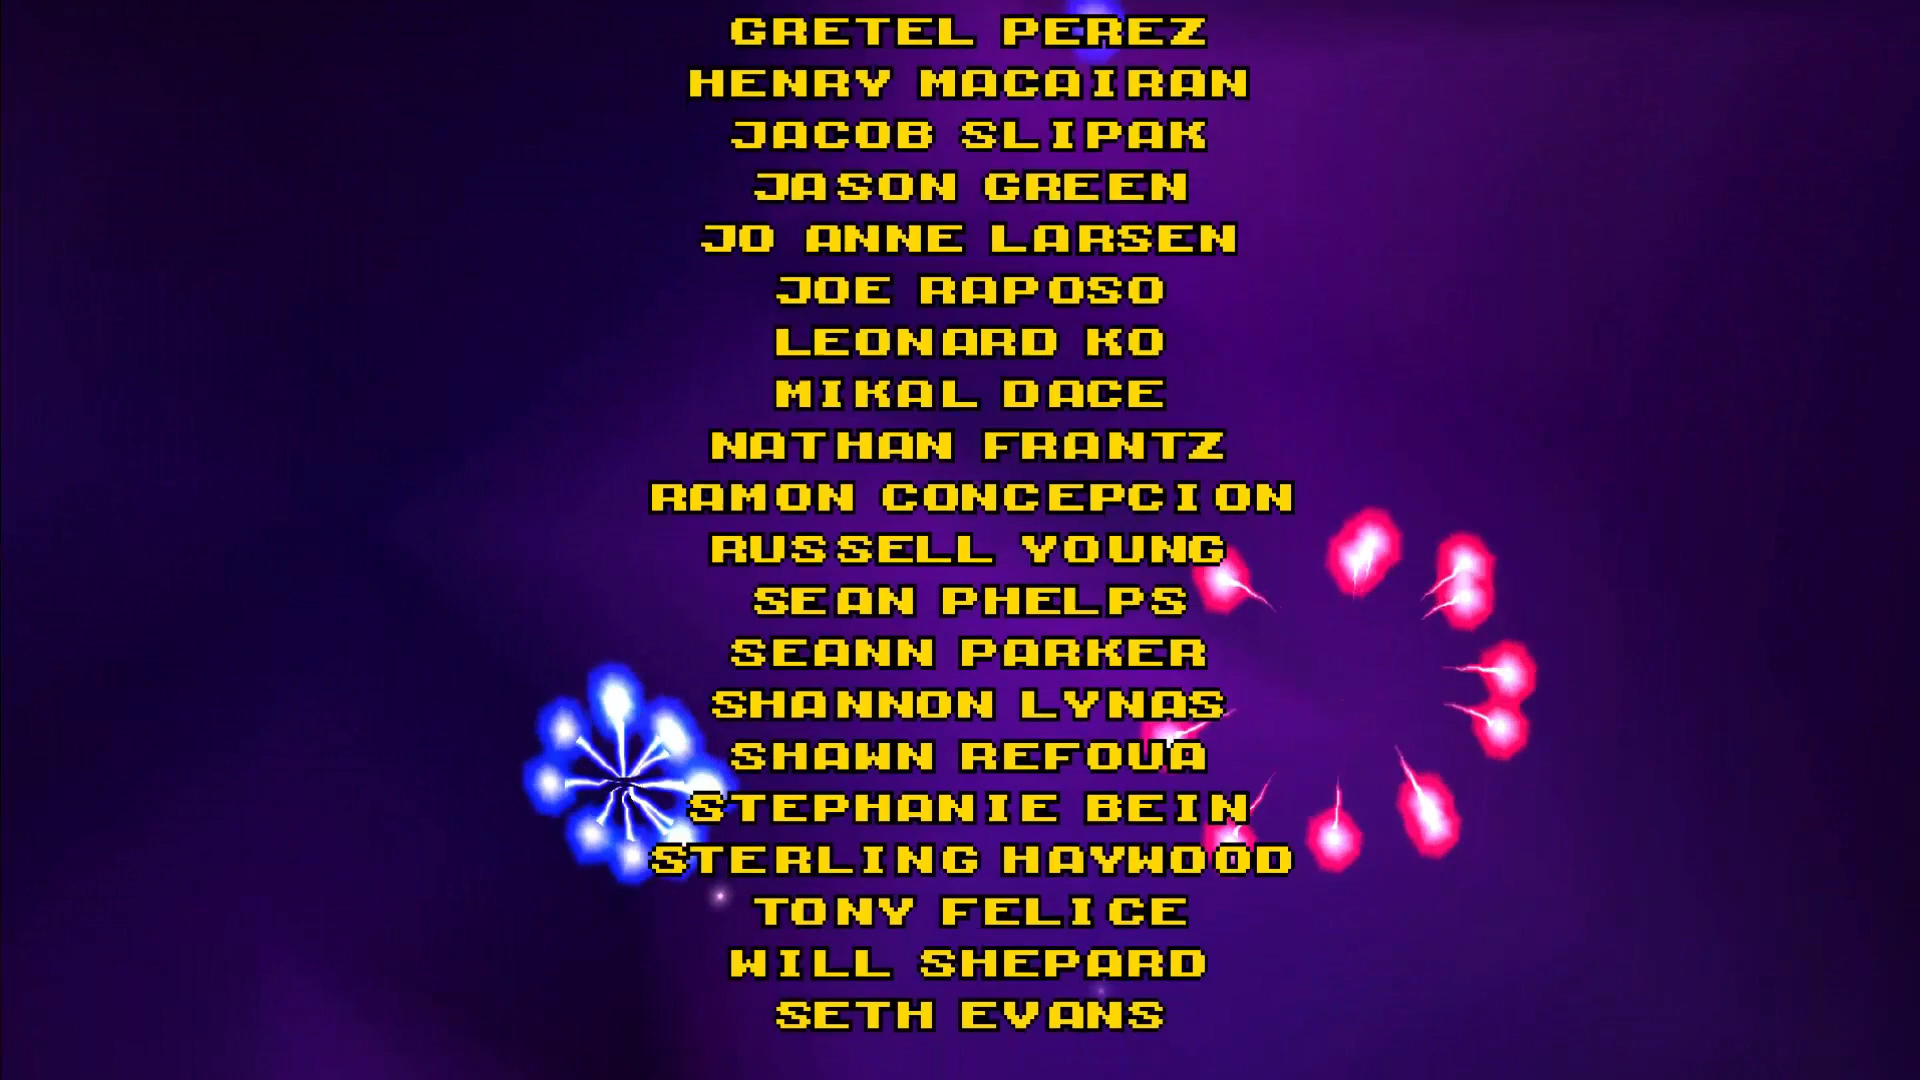 GRETEL PEREZ
HENRY MACAIRAN
JACOB SLIPAK
JASON GREEN
JO ANNE LARSEN
JOE RAPOSO
LEONARD KO
MIKAL DACE
NATHAN FRANTZ
RAMON CONCEPCION
RUSSELL YOUNG
SEAN PHELPS
SEANN PARKER
SHANNON LYNAS
SHAWN REFOUA
STEPHANIE BEIN
STERLING HAYWOOD
TONY FELICE
WILL SHEPARD
SETH EVANS